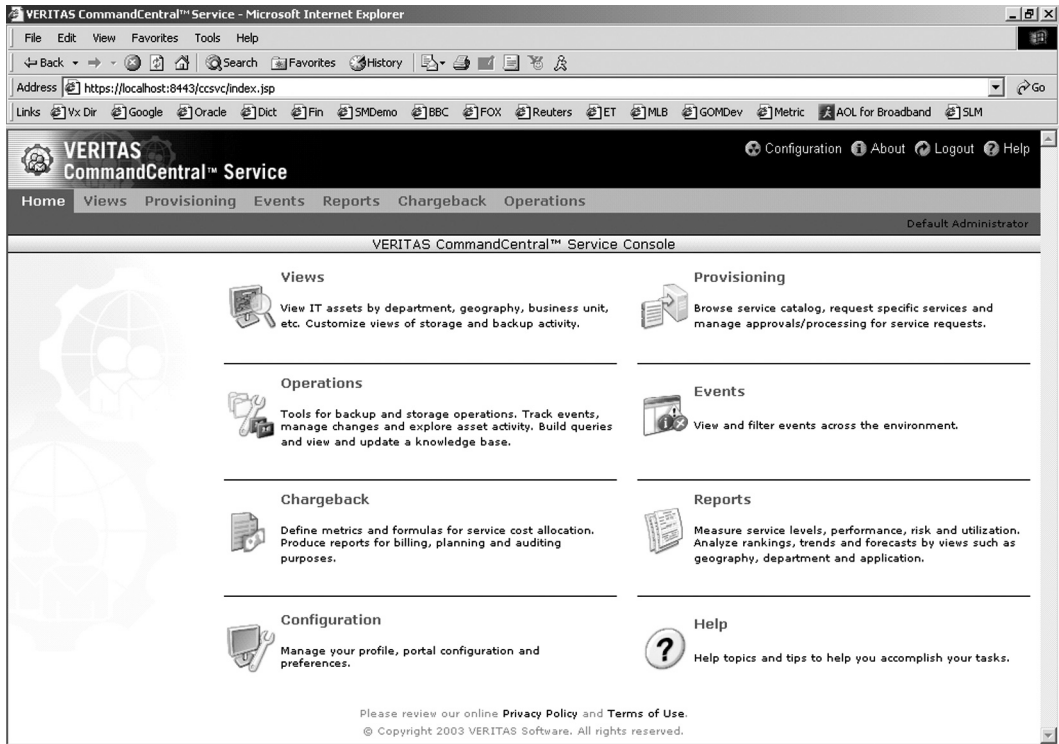 VERITAS CommandCentral™ Service - Microsoft Internet Explorer
File Edit View Favorites Tools Help
Back Search Favorites History
Address https://localhost:8443/ccsvc/index.jsp Go
Links Vx Dir Google Oracle Dict Fin SMDemo BBC FOX Reuters ET MLB GOMDev Metric AOL for Broadband SLM
VERITAS
CommandCentral™ Service
Configuration About Logout Help
Home Views Provisioning Events Reports Chargeback Operations
Default Administrator
VERITAS CommandCentral™ Service Console
Views
View IT assets by department, geography, business unit,
etc. Customize views of storage and backup activity.
Provisioning
Browse service catalog, request specific services and
manage approvals/processing for service requests.
Operations
Tools for backup and storage operations. Track events,
manage changes and explore asset activity. Build queries
and view and update a knowledge base.
Events
View and filter events across the environment.
Chargeback
Define metrics and formulas for service cost allocation.
Produce reports for billing, planning and auditing
purposes.
Reports
Measure service levels, performance, risk and utilization.
Analyze rankings, trends and forecasts by views such as
geography, department and application.
Configuration
Manage your profile, portal configuration and
preferences.
Help
Help topics and tips to help you accomplish your tasks.
Please review our online Privacy Policy and Terms of Use.
© Copyright 2003 VERITAS Software. All rights reserved.